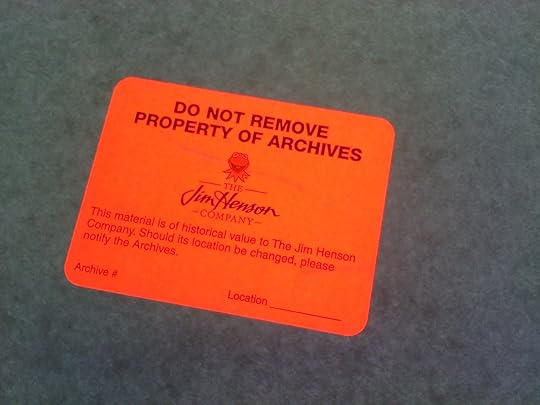 DO NOT REMOVE
PROPERTY OF ARCHIVES
THE
Jim Henson
COMPANY
This material is of historical value to The Jim Henson
Company. Should its location be changed, please
notify the Archives.
Archive #
Location